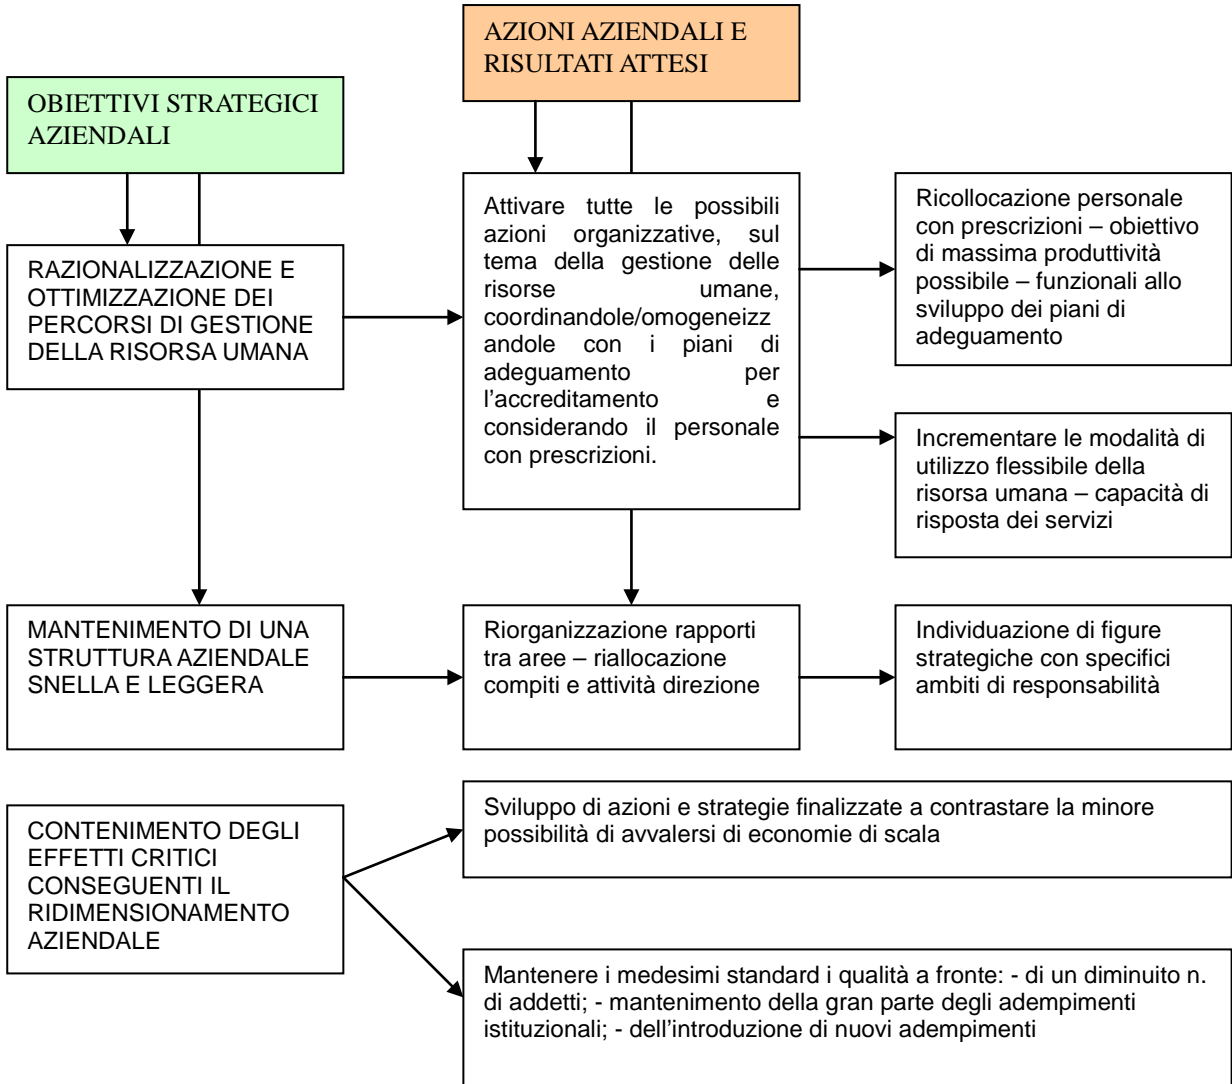 AZIONI AZIENDALI E
RISULTATI ATTESI
OBIETTIVI STRATEGICI
AZIENDALI
RAZIONALIZZAZIONE E
OTTIMIZZAZIONE DEI
PERCORSI DI GESTIONE
DELLA RISORSA UMANA
Attivare tutte le possibili
azioni organizzative, sul
tema della gestione delle
risorse umane,
coordinandole/omogeneizz
andole con i piani di
adeguamento per
l'accreditamento e
considerando il personale
con prescrizioni.
Ricollocazione personale
con prescrizioni – obiettivo
di massima produttività
possibile – funzionali allo
sviluppo dei piani di
adeguamento
Incrementare le modalità di
utilizzo flessibile della
risorsa umana – capacità di
risposta dei servizi
MANTENIMENTO DI UNA
STRUTTURA AZIENDALE
SNELLA E LEGGERA
Riorganizzazione rapporti
tra aree – riallocazione
compiti e attività direzione
Individuazione di figure
strategiche con specifici
ambiti di responsabilità
CONTENIMENTO DEGLI
EFFETTI CRITICI
CONSEGUENTI IL
RIDIMENSIONAMENTO
AZIENDALE
Sviluppo di azioni e strategie finalizzate a contrastare la minore
possibilità di avvalersi di economie di scala
Mantenere i medesimi standard i qualità a fronte: - di un diminuito n.
di addetti; - mantenimento della gran parte degli adempimenti
istituzionali; - dell'introduzione di nuovi adempimenti